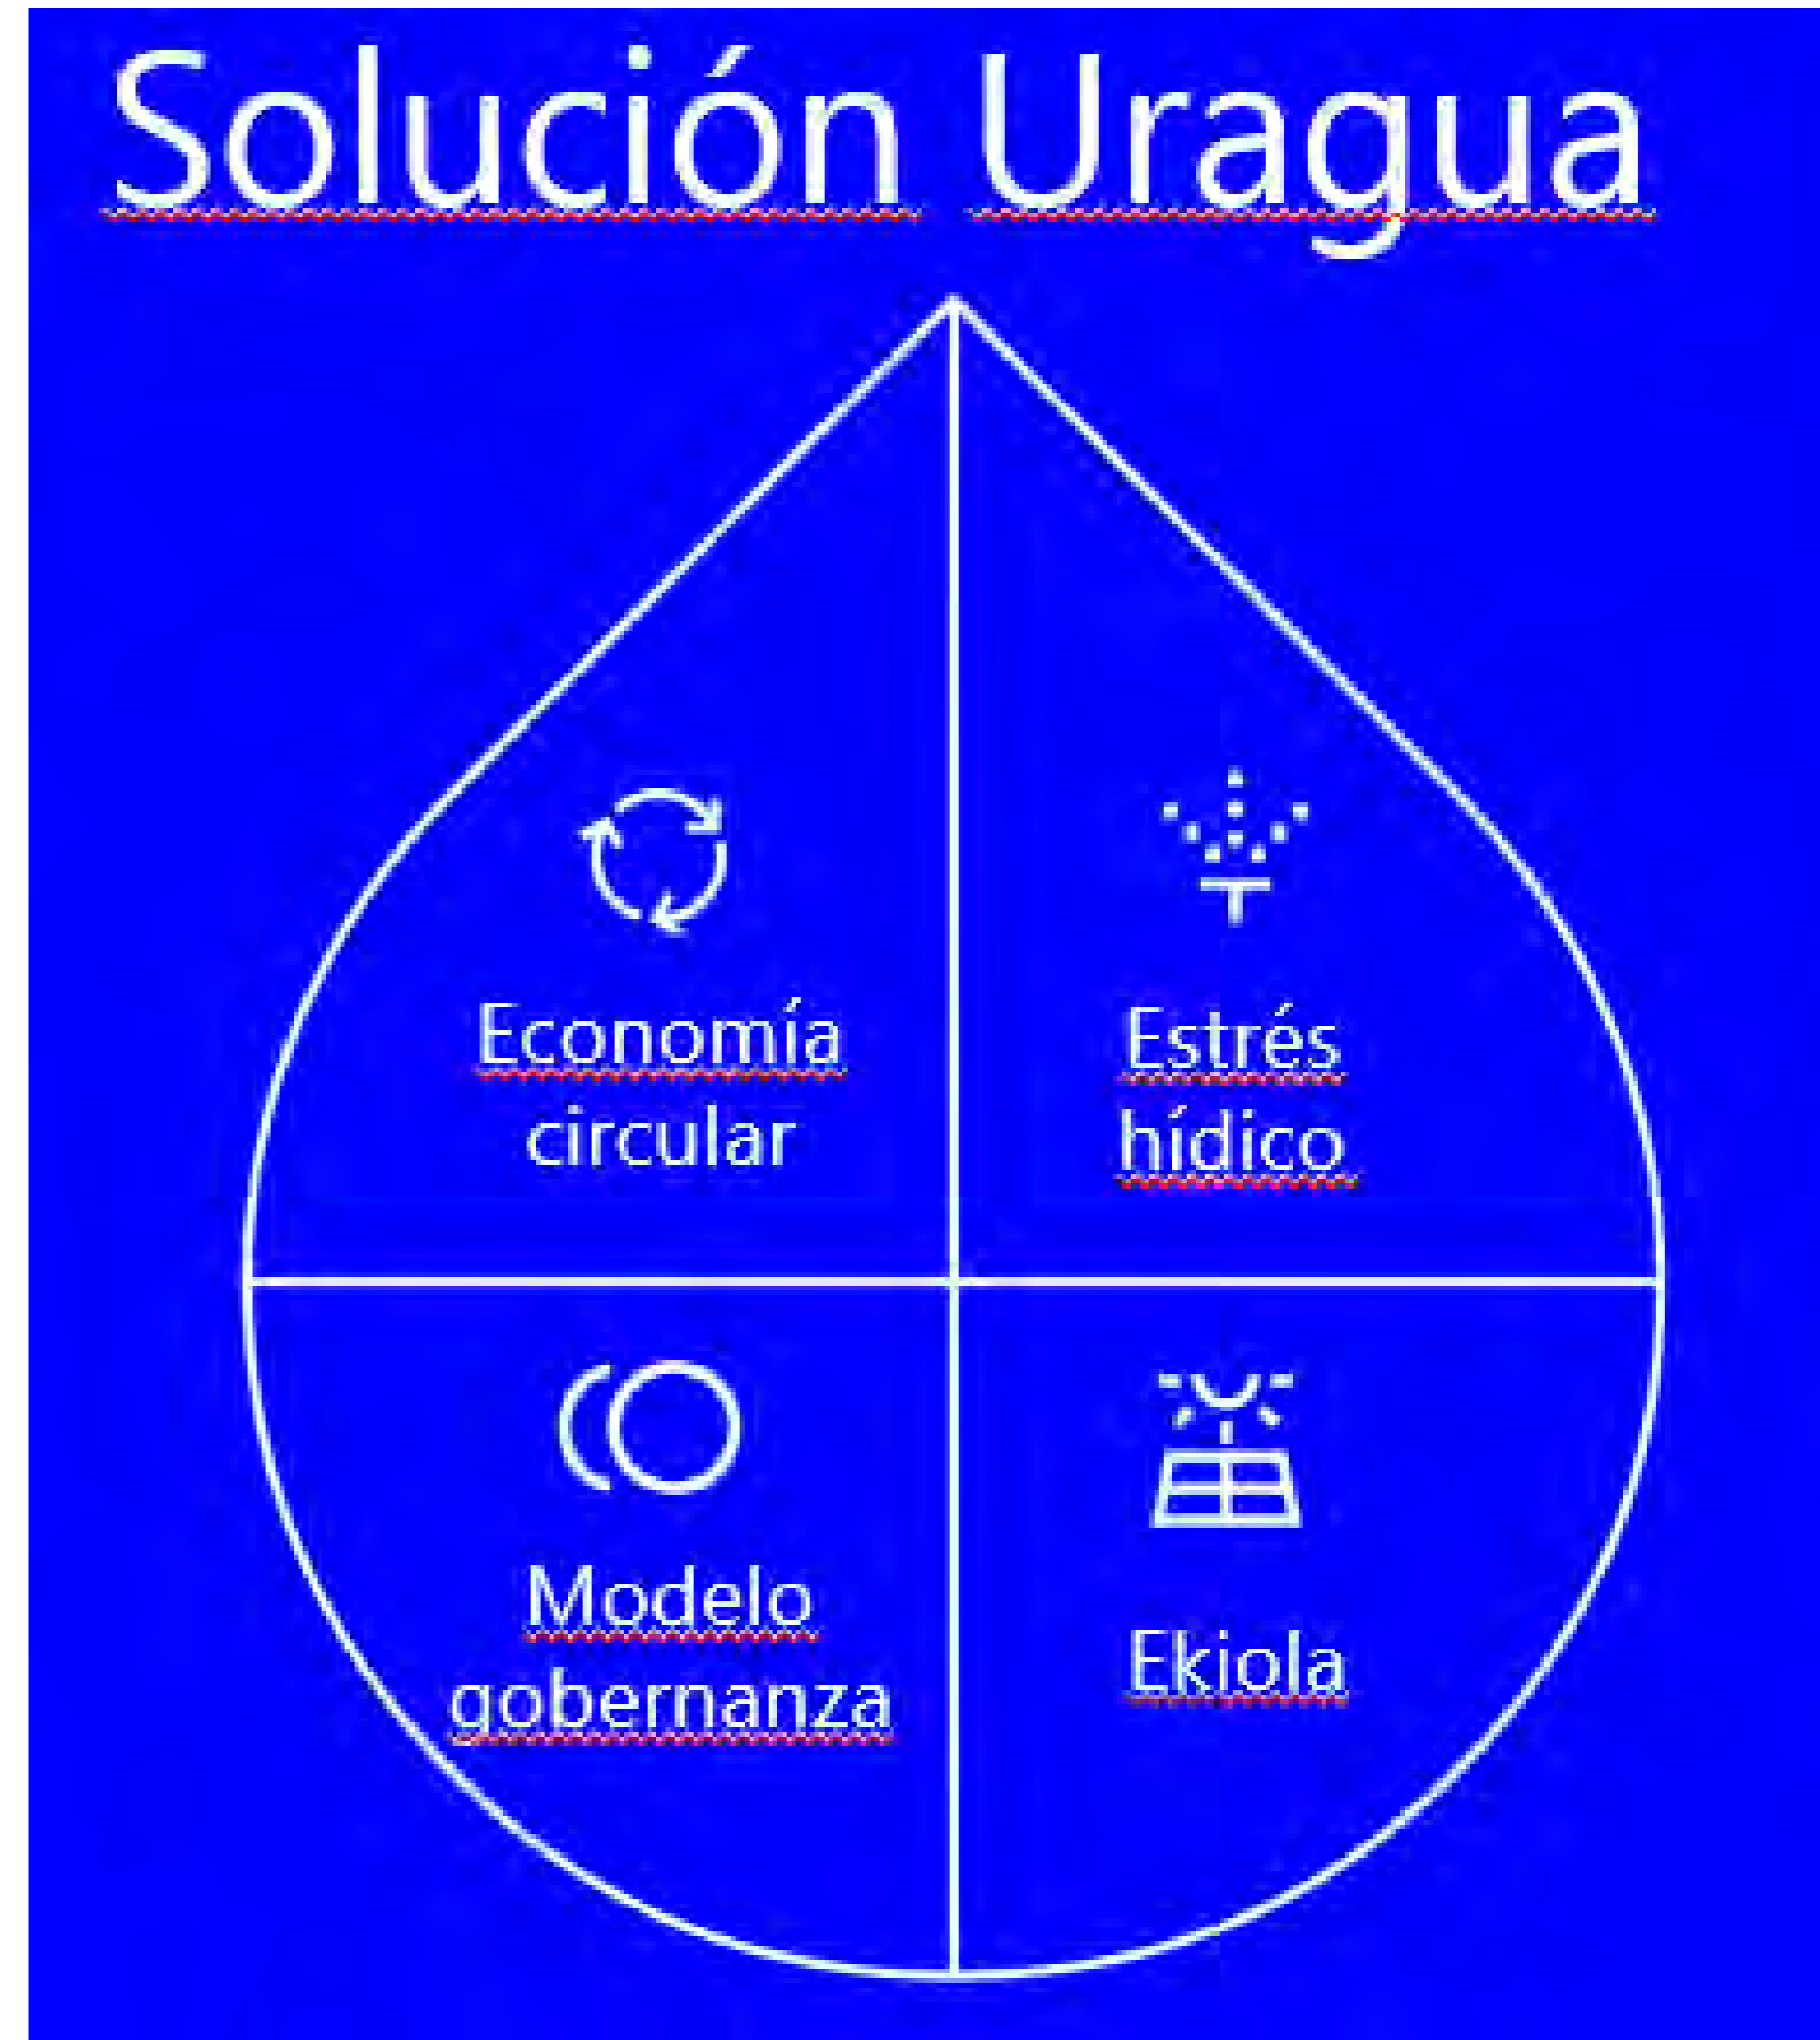 Solución Uragua
Economía
circular
Estrés
hídico
Modelo
gobernanza
Ekiola